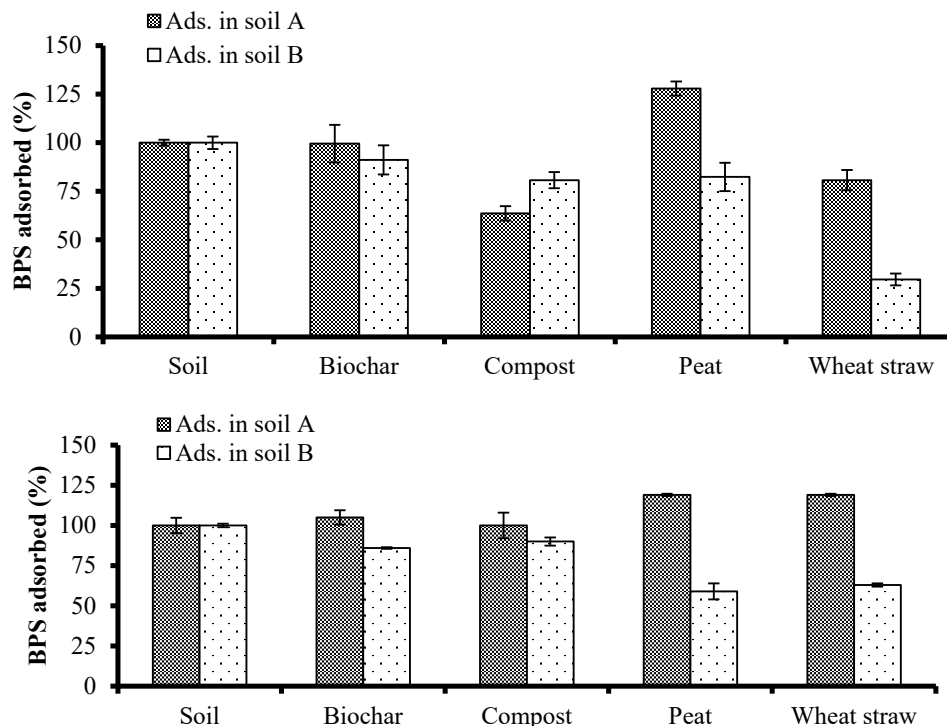 Ads. in soil A
Ads. in soil B
150
125
100
75
50
25
0
BPS adsorbed (%)
Soil Biochar Compost Peat Wheat straw
Ads. in soil A
Ads. in soil B
150
125
100
75
50
25
0
BPS adsorbed (%)
Soil Biochar Compost Peat Wheat straw